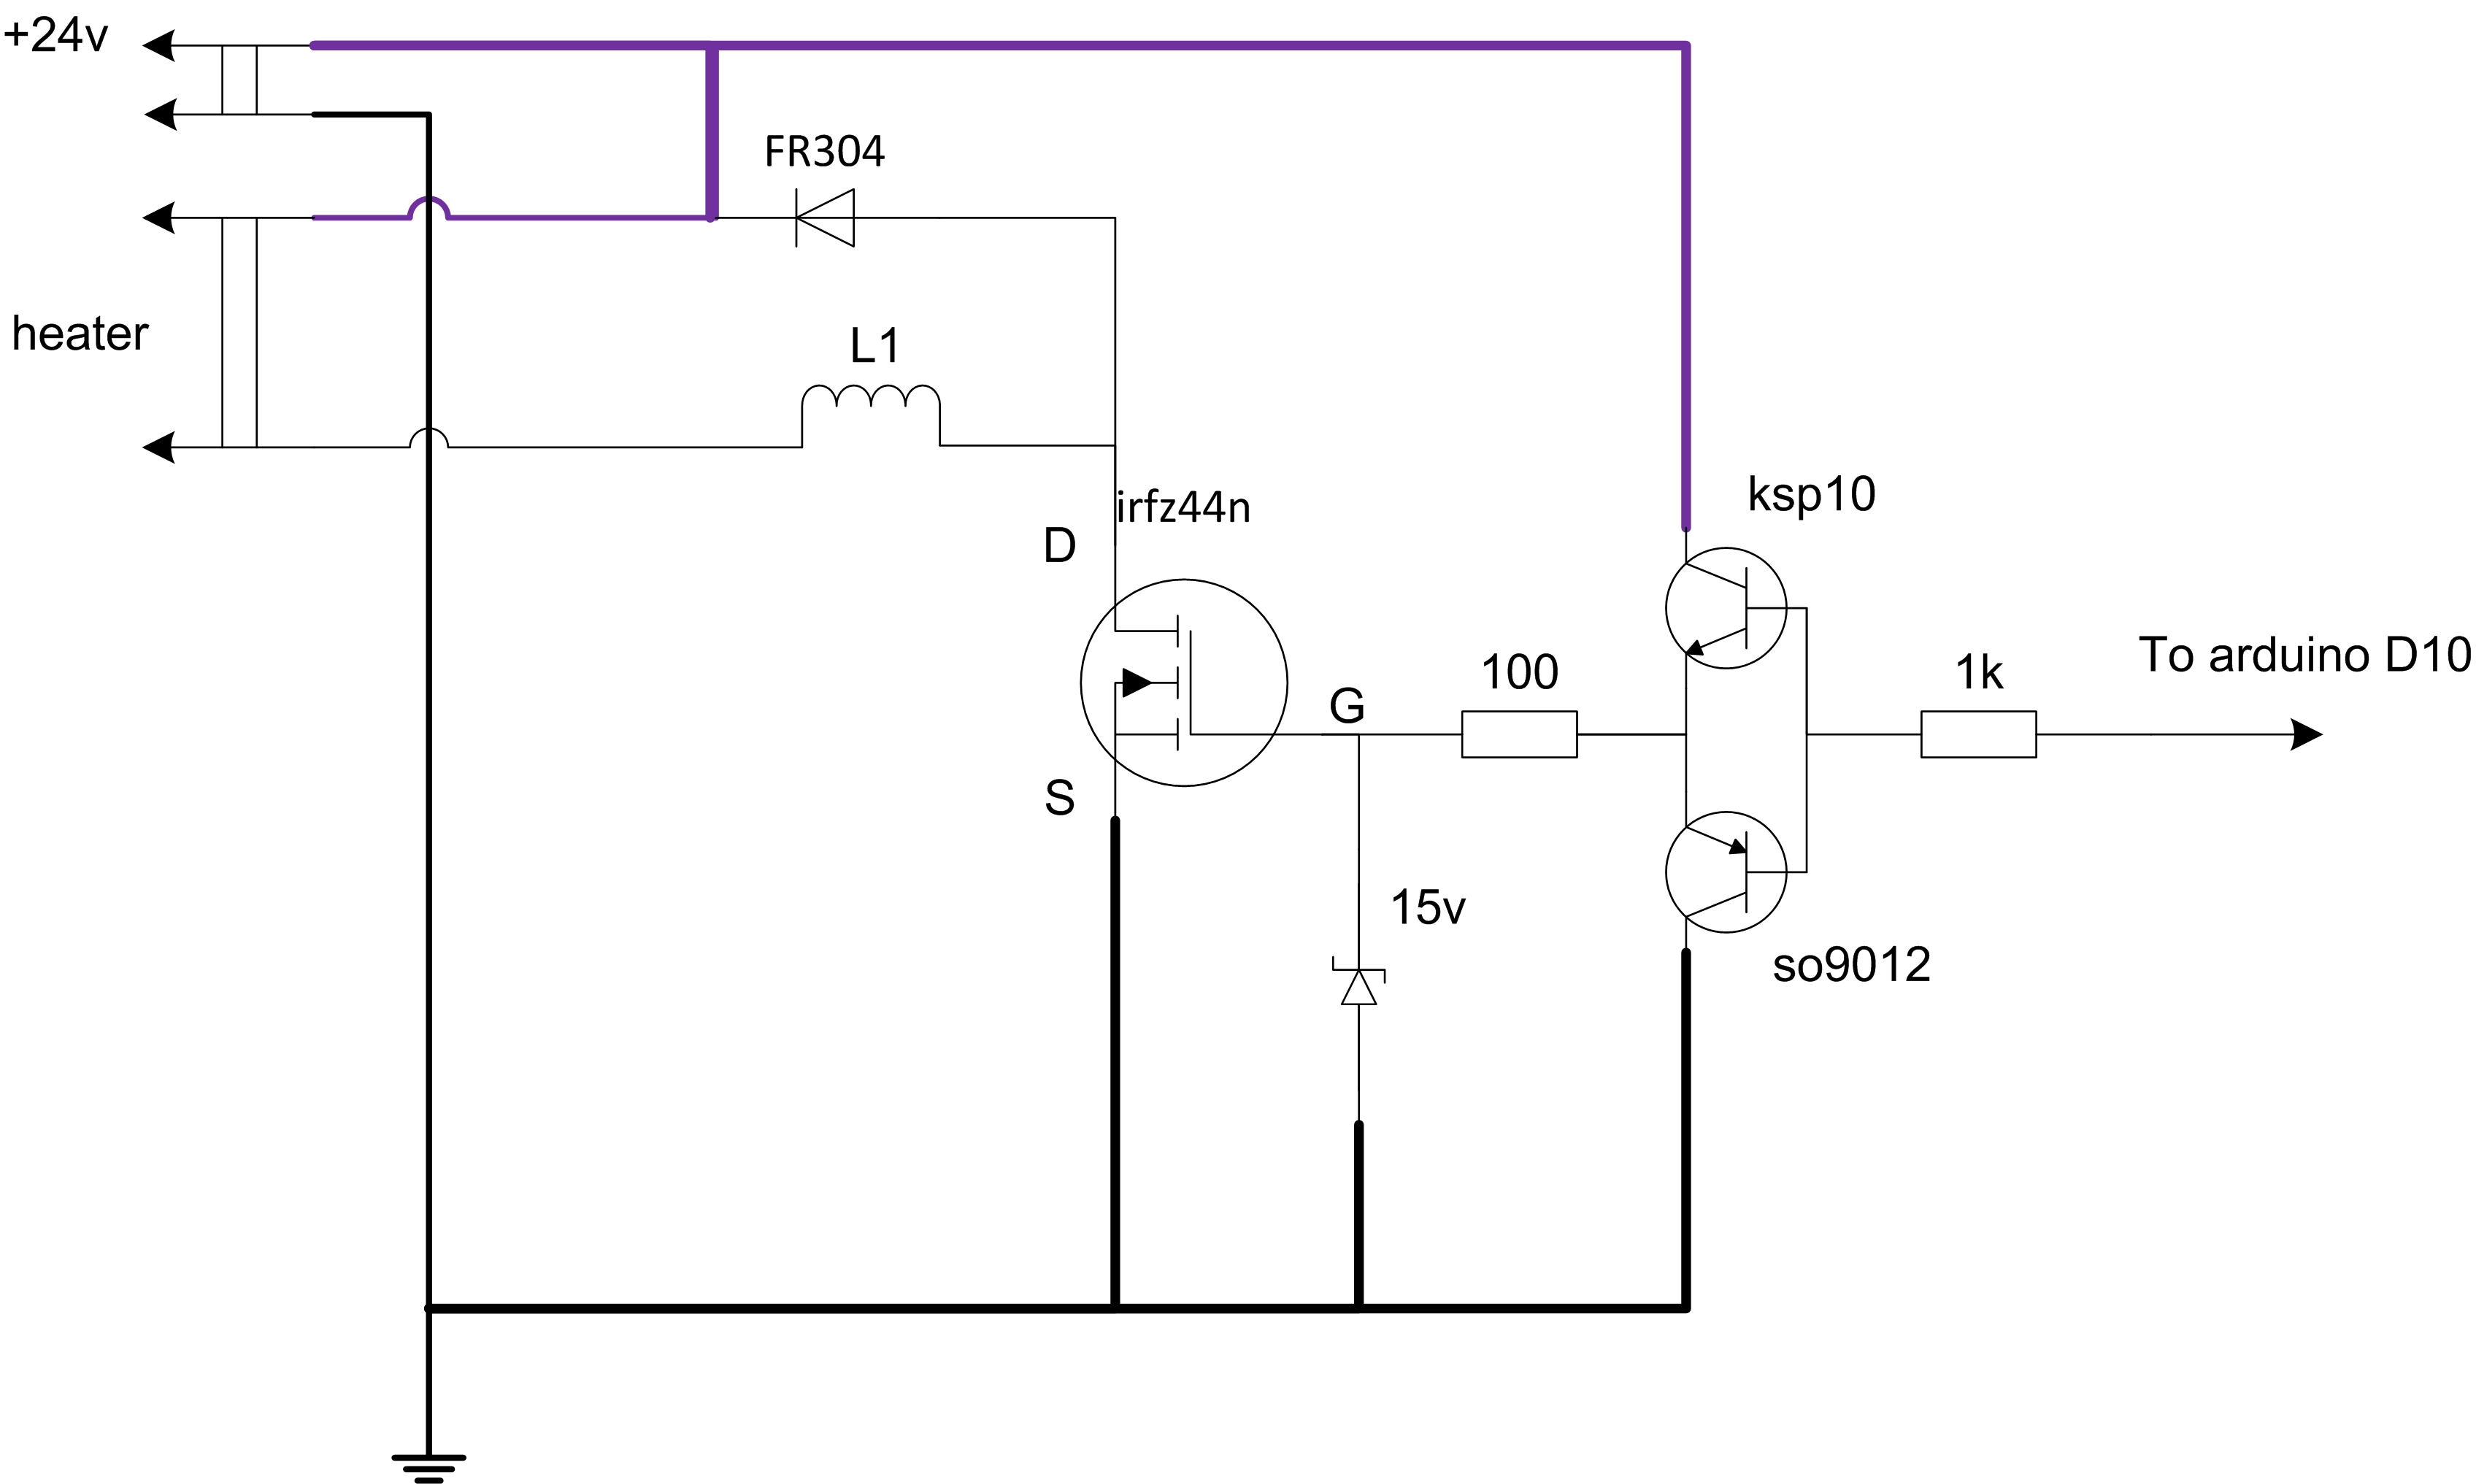 +24v
FR304
heater
L1
irfz44n
D
ksp10
To arduino D10
100
1k
G
S
15v
so9012